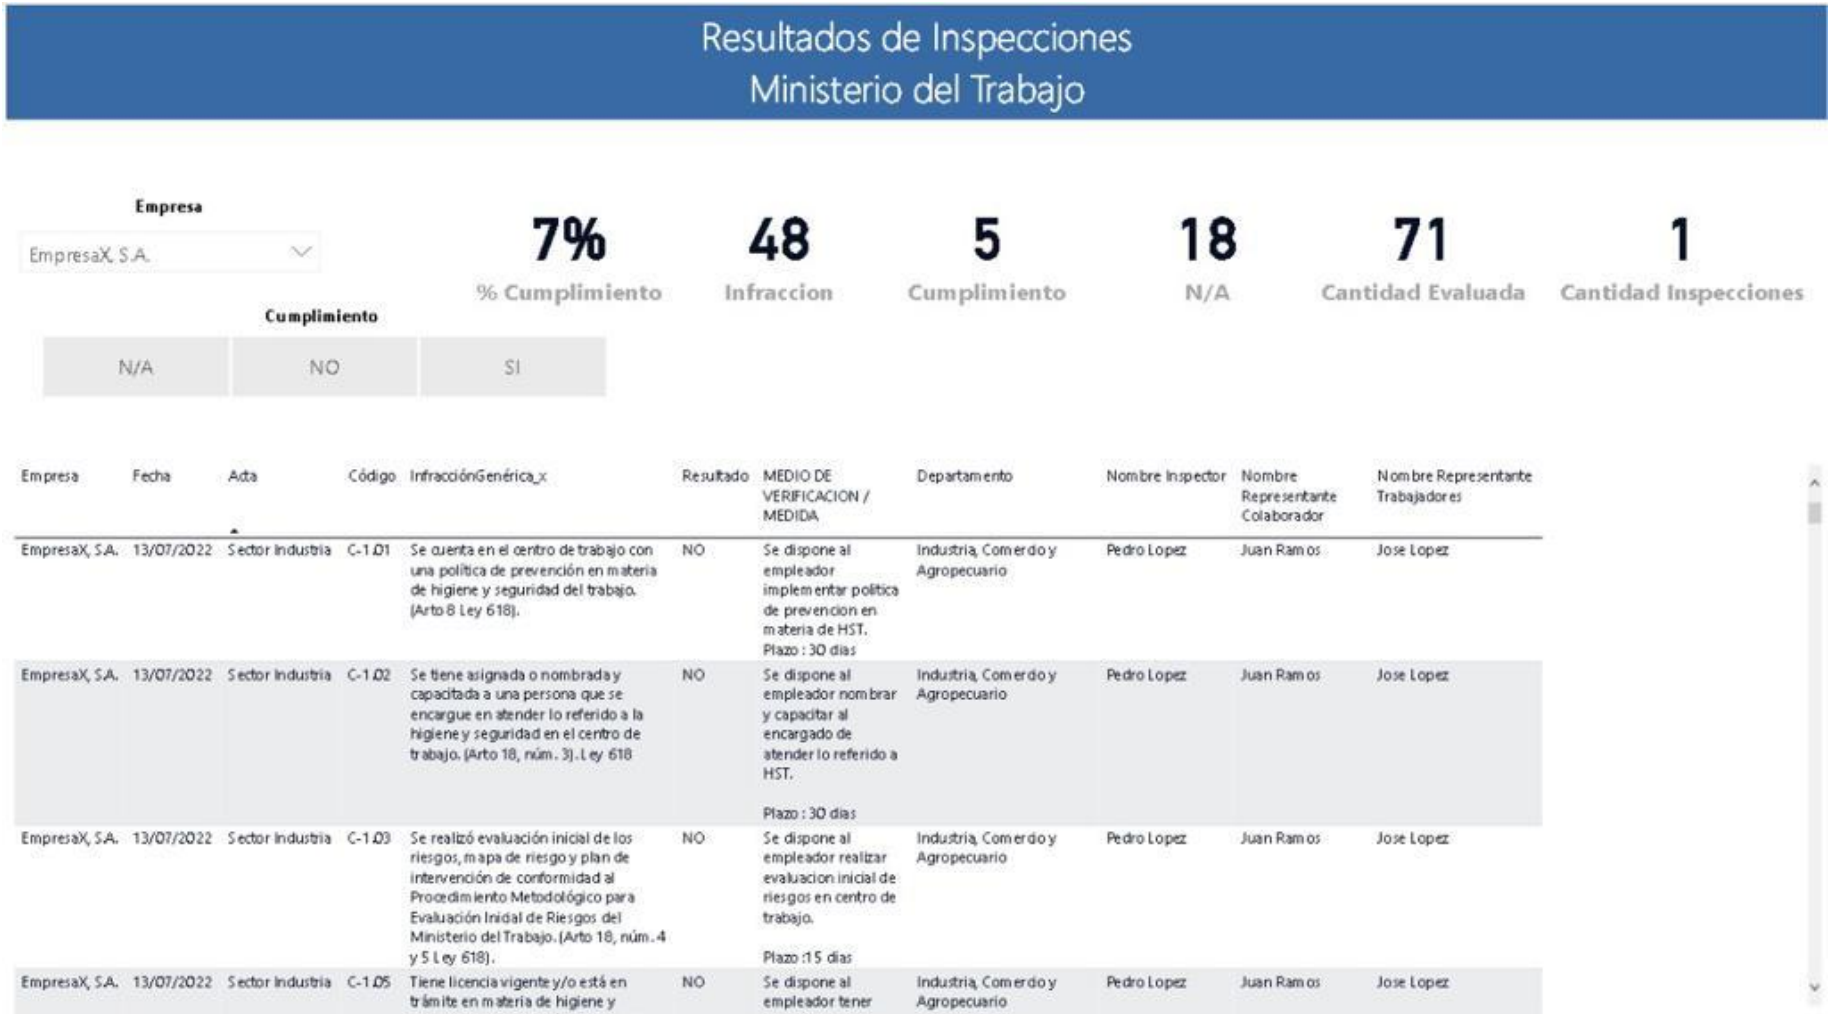 Resultados de Inspecciones
Ministerio del Trabajo
Empresa
EmpresaX, S.A.
7%
% Cumplimiento
48
Infraccion
5
Cumplimiento
18
N/A
71
Cantidad Evaluada
1
Cantidad Inspecciones
Cumplimiento
N/A NO SI
Empresa Fecha Acta Código InfracciónGenérica_x Resultado MEDIO DE Departamento Nombre Inspector Nombre Nombre Representante
VERIFICACION / Representante Trabajadores
MEDIDA Colaborador
EmpresaX, S.A. 13/07/2022 Sector Industria C-1.01 Se cuenta en el centro de trabajo con NO Se dispone al Industria, Comercio y Pedro Lopez Juan Ramos Jose Lopez
una política de prevención en materia empleador Agropecuario
de higiene y seguridad del trabajo. implementar politica
(Arto 8 Ley 618). de prevencion en
materia de HST.
Plazo : 30 dias
EmpresaX, S.A. 13/07/2022 Sector Industria C-1.02 Se tiene asignada o nombrada y NO Se dispone al Industria, Comercio y Pedro Lopez Juan Ramos Jose Lopez
capacitada a una persona que se empleador nombrar Agropecuario
encargue en atender lo referido a la y capacitar al
higiene y seguridad en el centro de encargado de
trabajo. (Arto 18, núm. 3). Ley 618 atender lo referido a
HST.
Plazo : 30 dias
EmpresaX, S.A. 13/07/2022 Sector Industria C-1.03 Se realizó evaluación inicial de los NO Se dispone al Industria, Comercio y Pedro Lopez Juan Ramos Jose Lopez
riesgos, mapa de riesgo y plan de empleador realizar Agropecuario
intervención de conformidad al evaluacion inicial de
Procedimiento Metodológico para riesgos en centro de
Evaluación Inicial de Riesgos del trabajo.
Ministerio del Trabajo. (Arto 18, núm. 4
y 5 Ley 618). Plazo :15 dias
EmpresaX, S.A. 13/07/2022 Sector Industria C-1.05 Tiene licencia vigente y/o está en NO Se dispone al Industria, Comercio y Pedro Lopez Juan Ramos Jose Lopez
trámite en materia de higiene y empleador tener Agropecuario